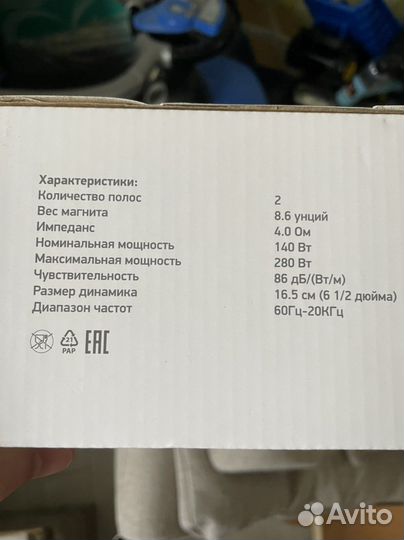 Характеристики:
Количество полос 2
Вес магнита 8.6 унций
Импеданс 4.0 Ом
Номинальная мощность 140 Вт
Максимальная мощность 280 Вт
Чувствительность 86 дБ/(Вт/м)
Размер динамика 16.5 см (6 1/2 дюйма)
Диапазон частот 60Гц-20КГц
21
PAP
EAC
Avito